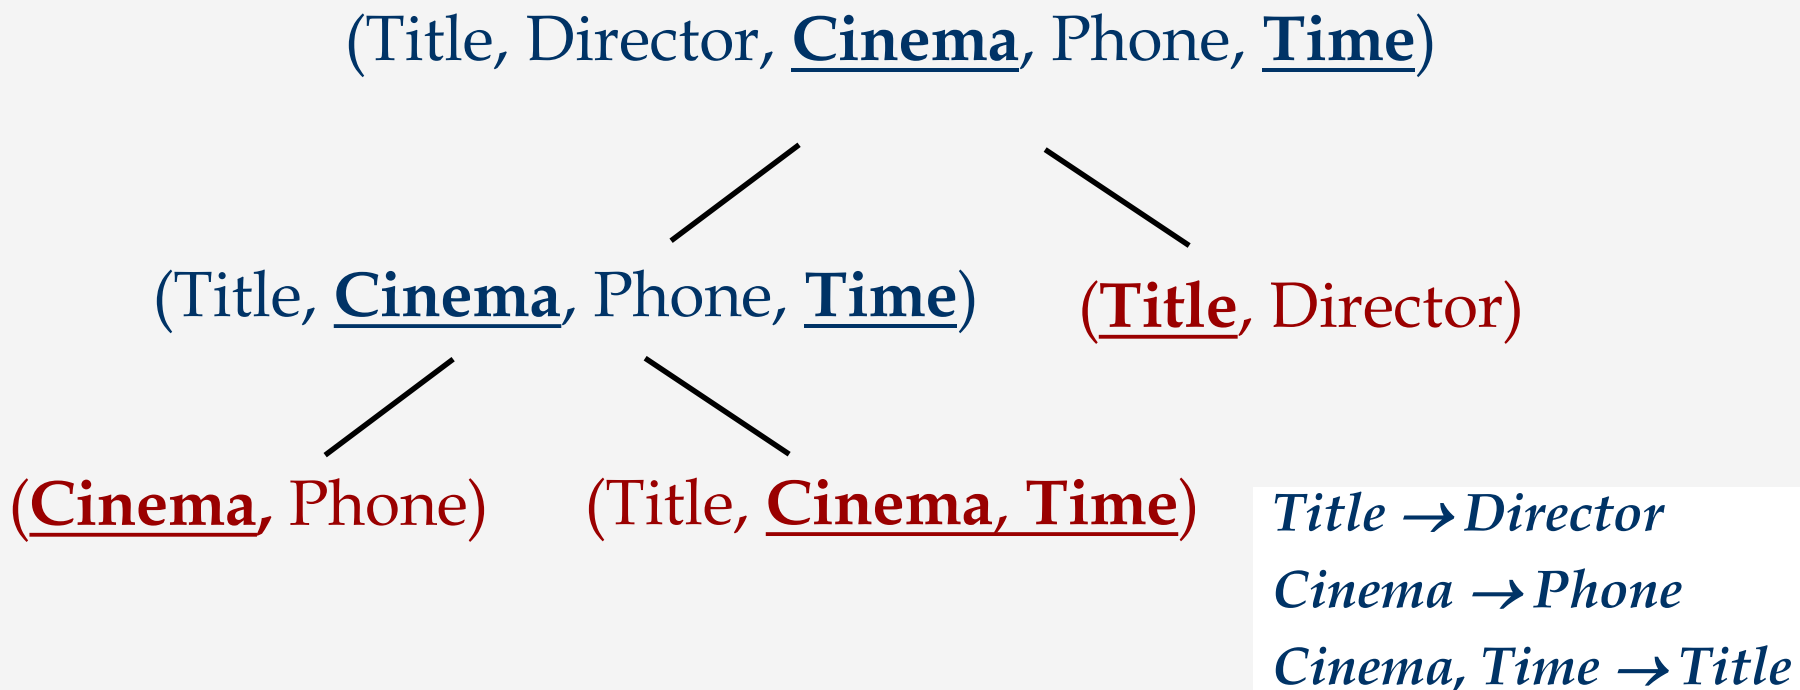 (Title, Director, Cinema, Phone, Time)
(Title, Cinema, Phone, Time)
(Title, Director)
(Cinema, Phone)
(Title, Cinema, Time)
Title → Director
Cinema → Phone
Cinema, Time → Title